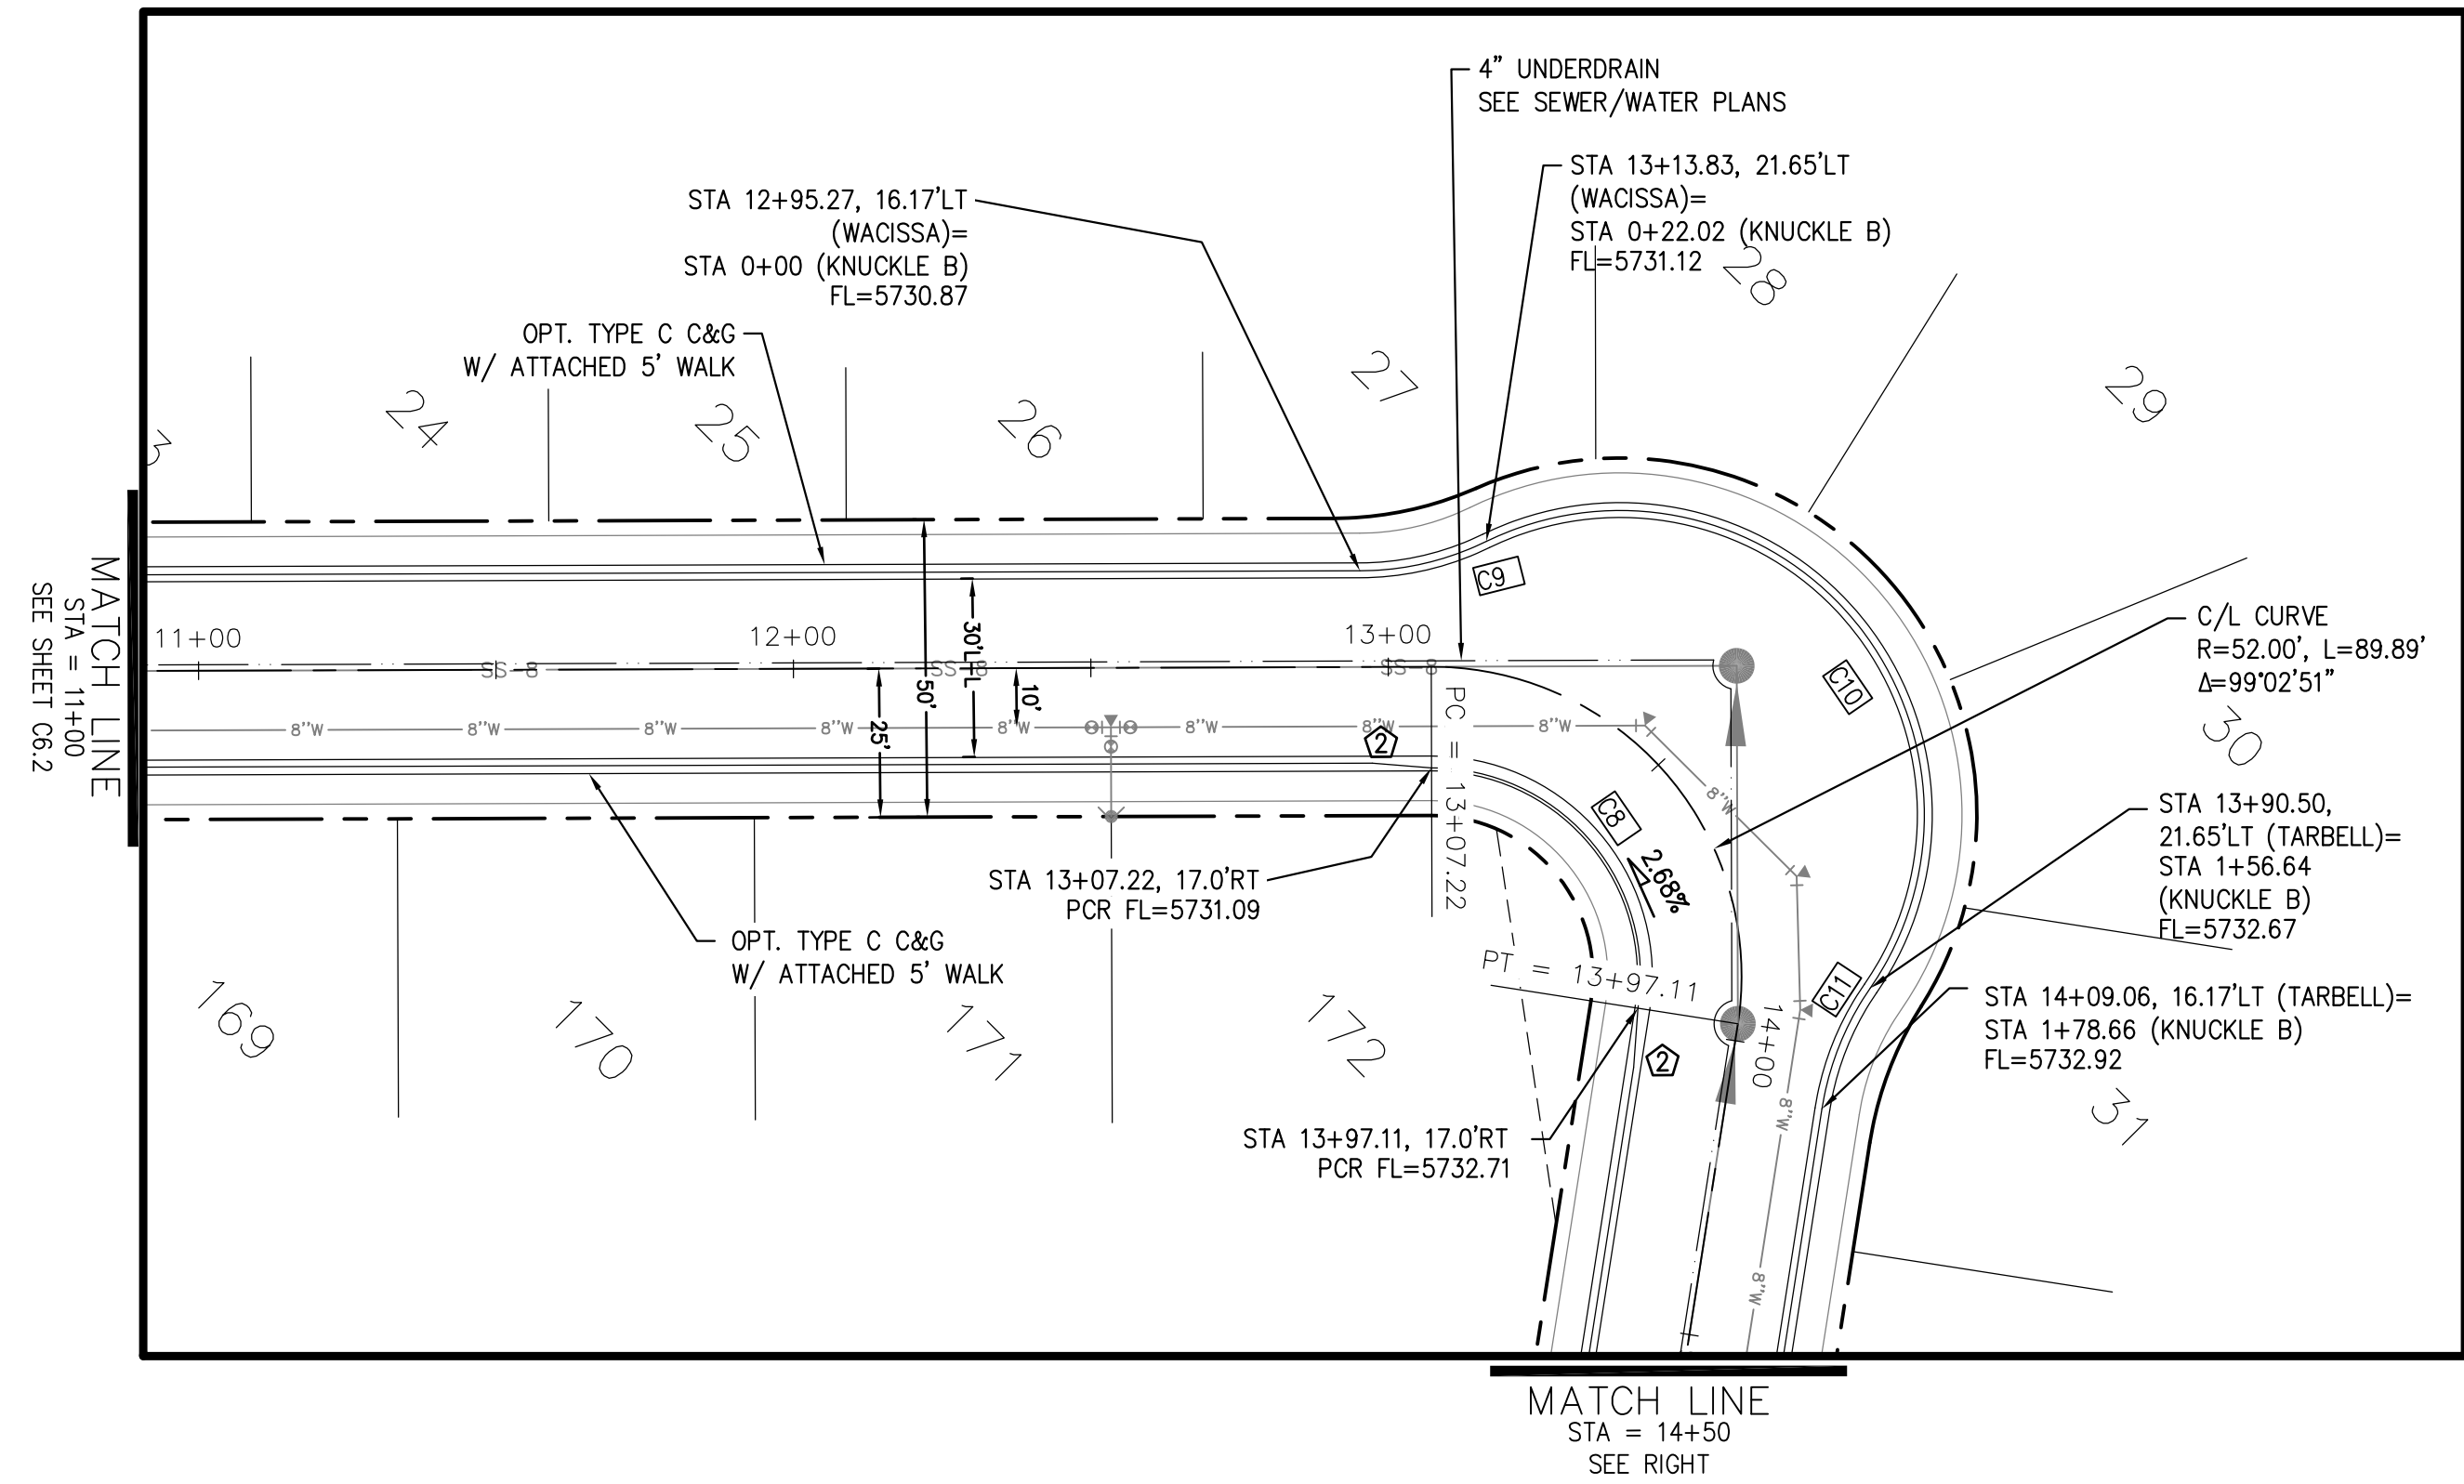 4” UNDERDRAIN
SEE SEWER/WATER PLANS
STA 13+13.83, 21.65’LT
(WACISSA)=
STA 0+22.02 (KNUCKLE B)
FL=5731.12
STA 12+95.27, 16.17’LT
(WACISSA)=
STA 0+00 (KNUCKLE B)
FL=5730.87
OPT. TYPE C C&G
W/ ATTACHED 5’ WALK
3
24
25
26
27
28
29
30
31
C9
C10
C/L CURVE
R=52.00’, L=89.89’
Δ=99°02’51”
MATCH LINE
STA = 11+00
SEE SHEET C6.2
11+00
12+00
13+00
SS-8
SS-8
SS-8
30’ FL-FL
50’
25’
10’
8"W
8"W
8"W
8"W
8"W
8"W
8"W
8"W
8"W
8"W
8"W
2
PC = 13+07.22
C8
2.68%
STA 13+90.50,
21.65’LT (TARBELL)=
STA 1+56.64
(KNUCKLE B)
FL=5732.67
STA 13+07.22, 17.0’RT
PCR FL=5731.09
OPT. TYPE C C&G
W/ ATTACHED 5’ WALK
PT = 13+97.11
C11
14+00
STA 14+09.06, 16.17’LT (TARBELL)=
STA 1+78.66 (KNUCKLE B)
FL=5732.92
169
170
171
172
2
STA 13+97.11, 17.0’RT
PCR FL=5732.71
MATCH LINE
STA = 14+50
SEE RIGHT